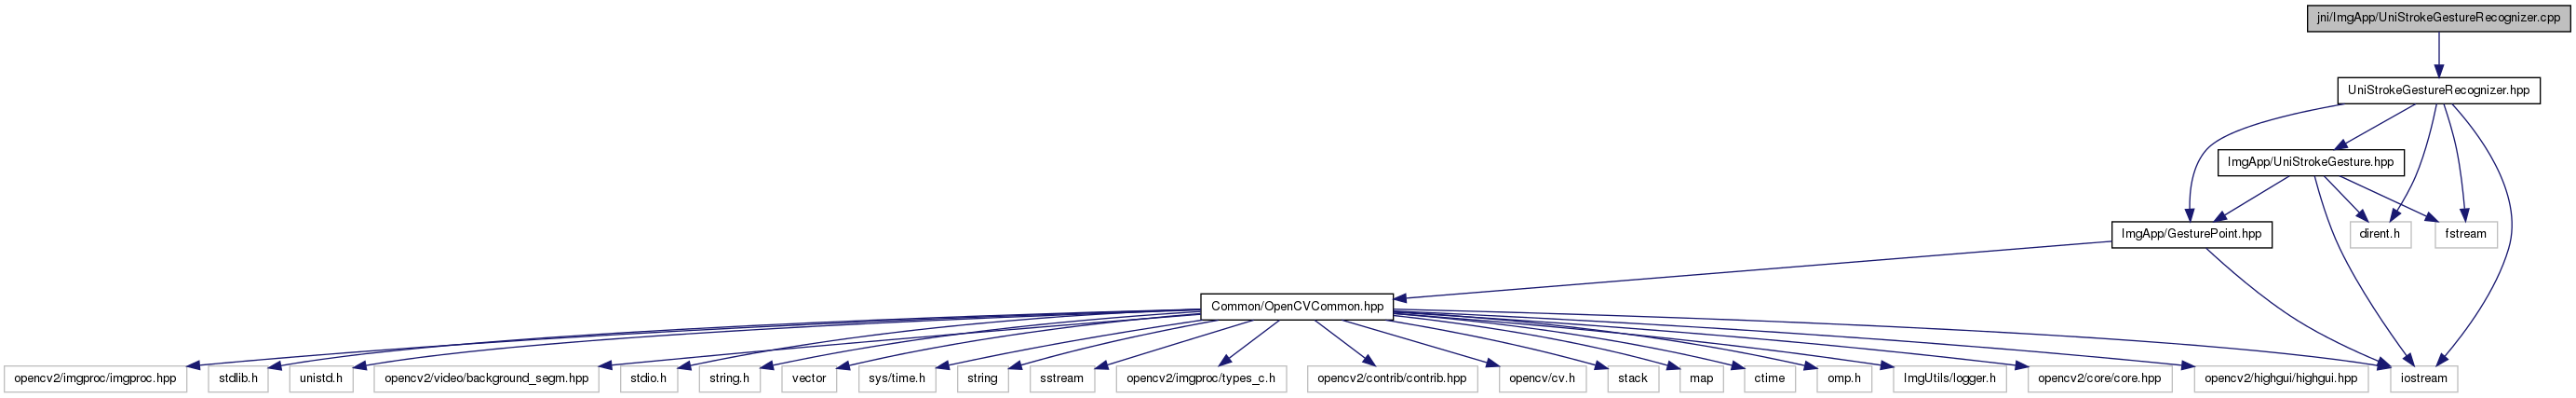 jni/ImgApp/UniStrokeGestureRecognizer.cpp
UniStrokeGestureRecognizer.hpp
ImgApp/UniStrokeGesture.hpp
ImgApp/GesturePoint.hpp
dirent.h
fstream
Common/OpenCVCommon.hpp
opencv2/imgproc/imgproc.hpp
stdlib.h
unistd.h
opencv2/video/background_segm.hpp
stdio.h
string.h
vector
sys/time.h
string
sstream
opencv2/imgproc/types_c.h
opencv2/contrib/contrib.hpp
opencv/cv.h
stack
map
ctime
omp.h
ImgUtils/logger.h
opencv2/core/core.hpp
opencv2/highgui/highgui.hpp
iostream